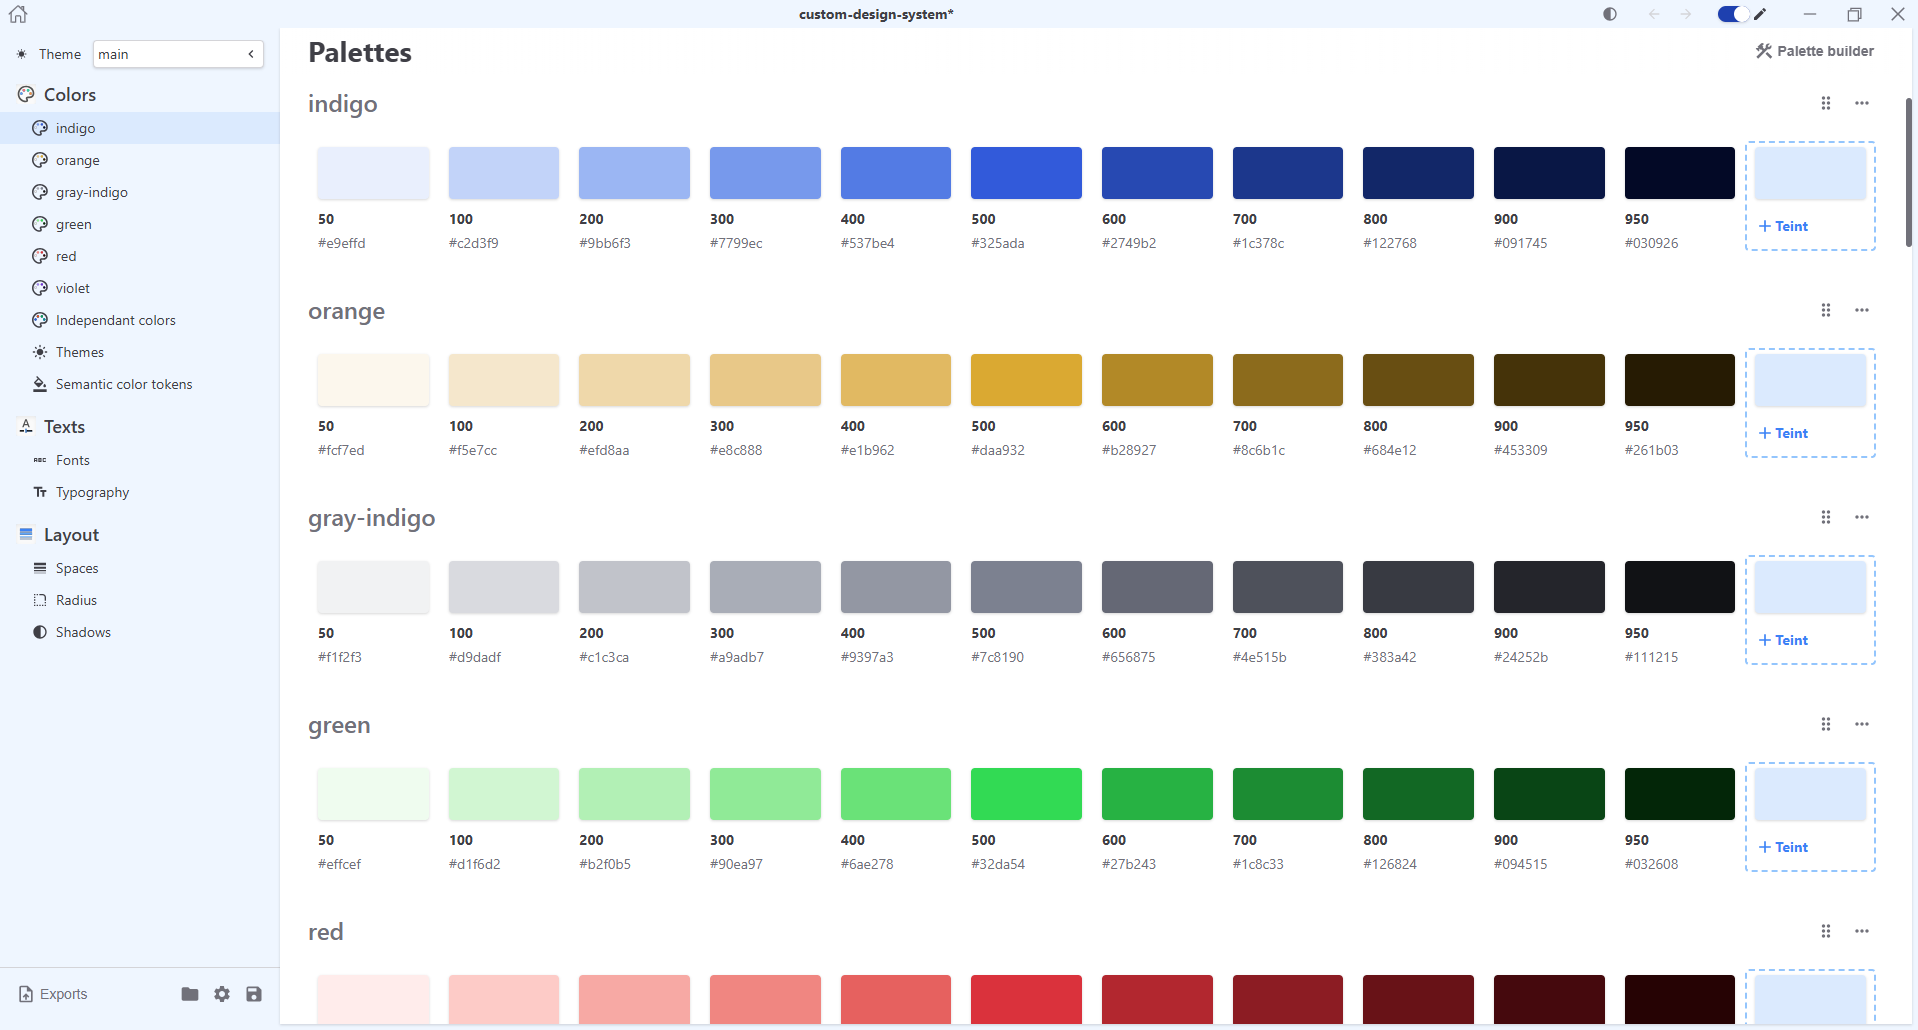 custom-design-system*
Theme main
Colors
indigo
orange
gray-indigo
green
red
violet
Independant colors
Themes
Semantic color tokens
Texts
Fonts
Typography
Layout
Spaces
Radius
Shadows
Exports
Palettes
Palette builder
indigo
50 100 200 300 400 500 600 700 800 900 950
#e9effd #c2d3f9 #9bb6f3 #7799ec #537be4 #325ada #2749b2 #1c378c #122768 #091745 #030926
+ Teint
orange
50 100 200 300 400 500 600 700 800 900 950
#fcf7ed #f5e7cc #efd8aa #e8c888 #e1b962 #daa932 #b28927 #8c6b1c #684e12 #453309 #261b03
+ Teint
gray-indigo
50 100 200 300 400 500 600 700 800 900 950
#f1f2f3 #d9dadf #c1c3ca #a9adb7 #9397a3 #7c8190 #656875 #4e515b #383a42 #24252b #111215
+ Teint
green
50 100 200 300 400 500 600 700 800 900 950
#effcef #d1f6d2 #b2f0b5 #90ea97 #6ae278 #32da54 #27b243 #1c8c33 #126824 #094515 #032608
+ Teint
red